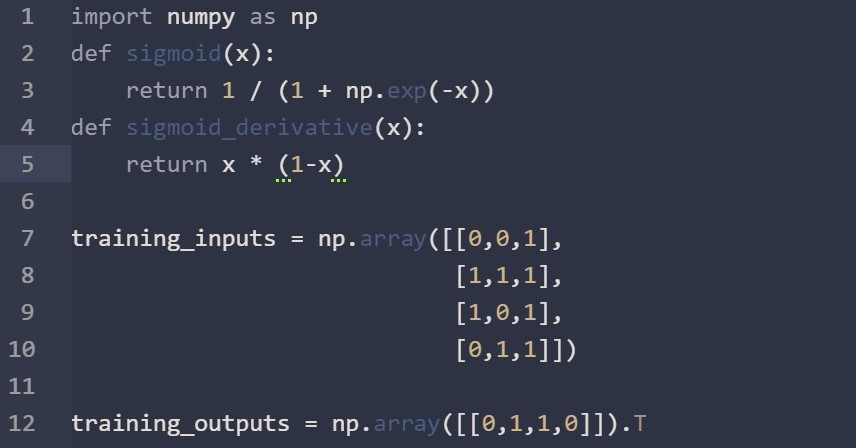 1 import numpy as np
2 def sigmoid(x):
3     return 1 / (1 + np.exp(-x))
4 def sigmoid_derivative(x):
5     return x * (1-x)
6
7 training_inputs = np.array([[0,0,1],
8                             [1,1,1],
9                             [1,0,1],
10                            [0,1,1]])
11
12 training_outputs = np.array([[0,1,1,0]]).T